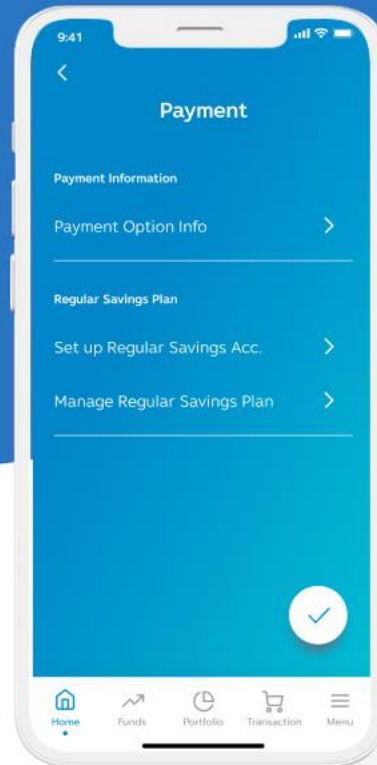 9:41
Payment
Payment Information
Payment Option Info
Regular Savings Plan
Set up Regular Savings Acc.
Manage Regular Savings Plan
Home
Funds
Portfolio
Transaction
Menu